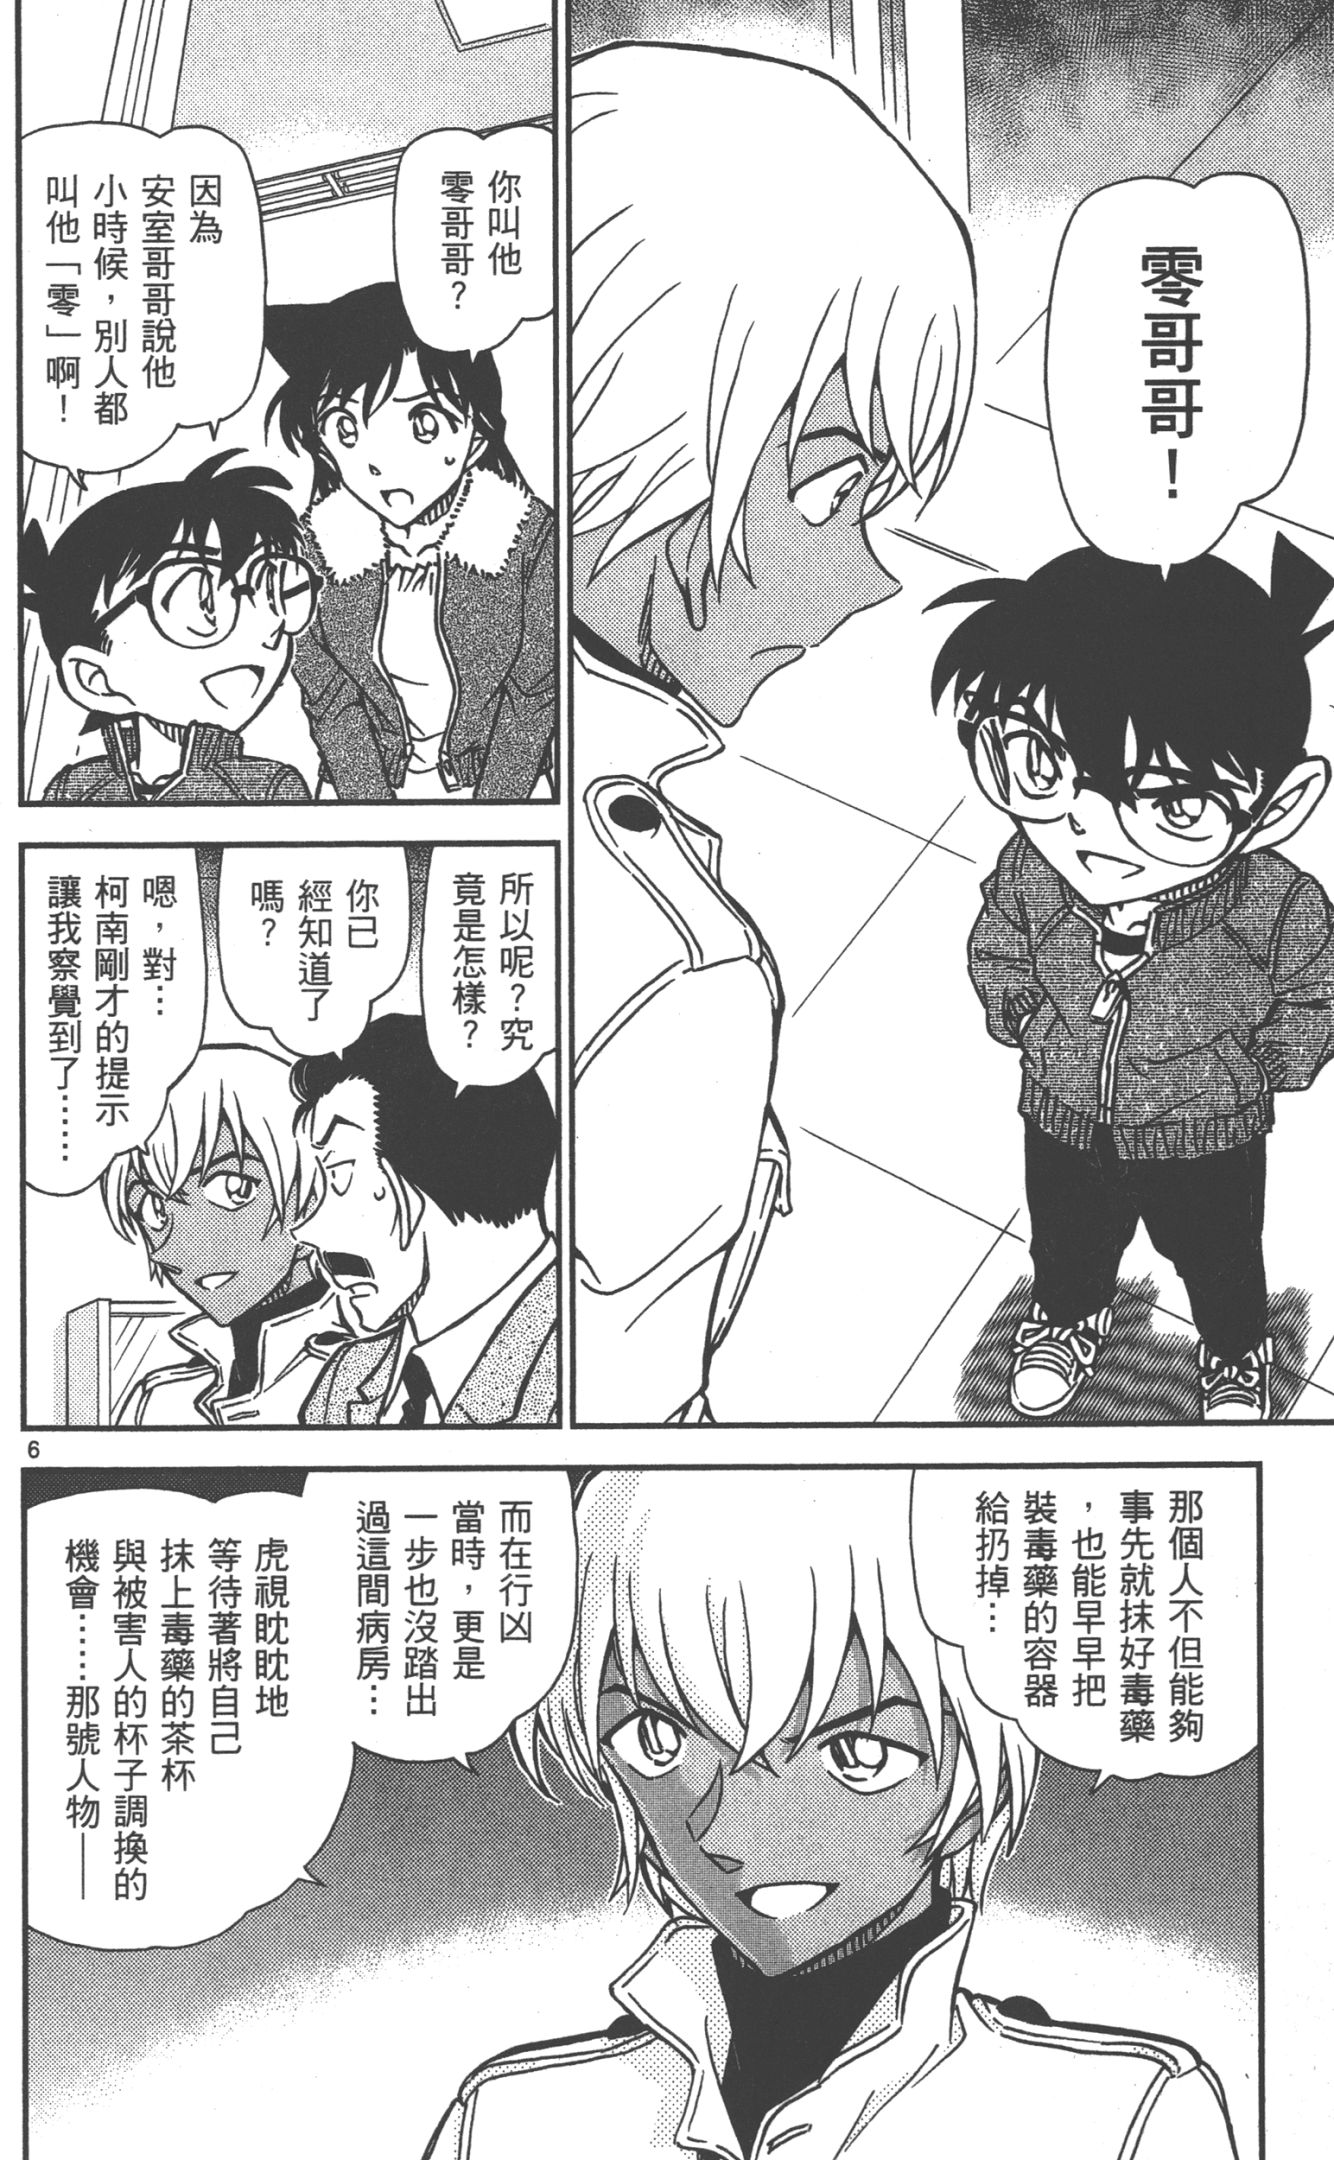 零哥哥！
你叫他
零哥哥？
因為
安室哥哥說他
小時候，別人都
叫他「零」啊！
所以呢？究
竟是怎樣？
你已
經知道了
嗎？
嗯，對…
柯南剛才的提示
讓我察覺到了……
6
那個人不但能夠
事先就抹好毒藥
，也能早早把
裝毒藥的容器
給扔掉…
而在行凶
當時，更是
一步也沒踏出
過這間病房…
虎視眈眈地
等待著將自己
抹上毒藥的茶杯
與被害人的杯子調換的
機會……那號人物——